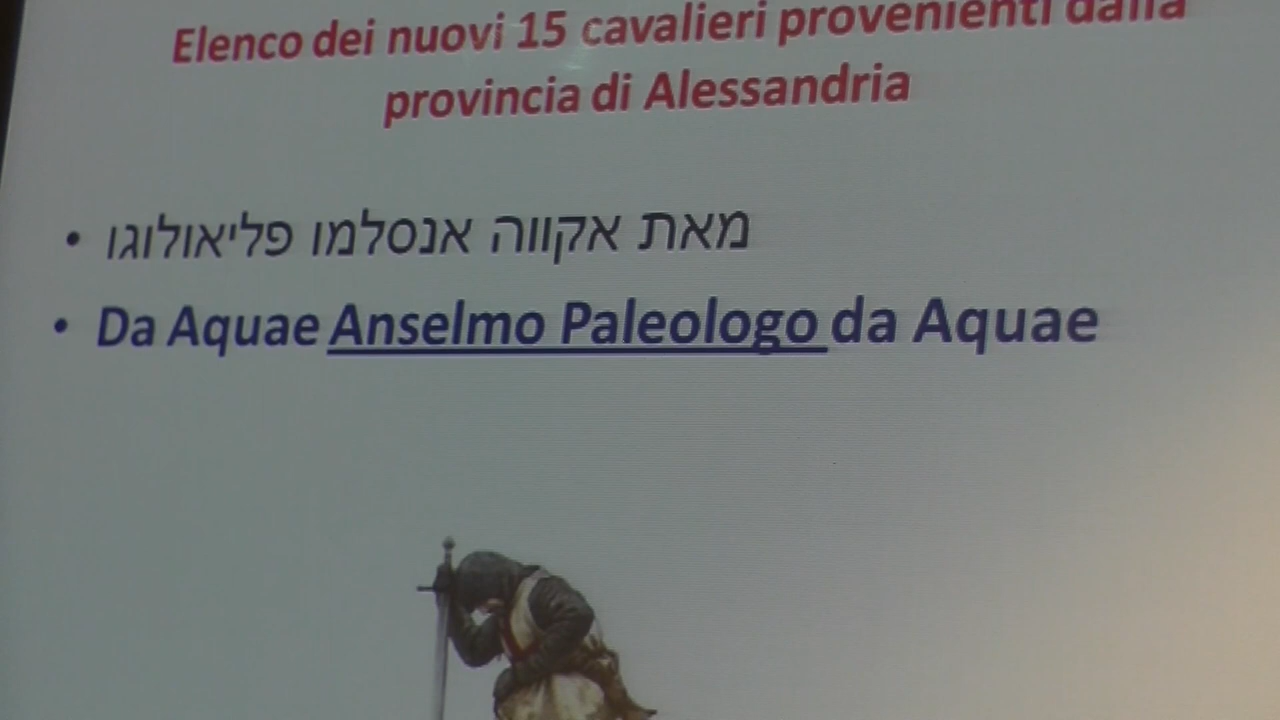 Elenco dei nuovi 15 cavalieri provenienti dalla
provincia di Alessandria
• מאת אקווה אנסלמו פליאולוגו
• Da Aquae Anselmo Paleologo da Aquae